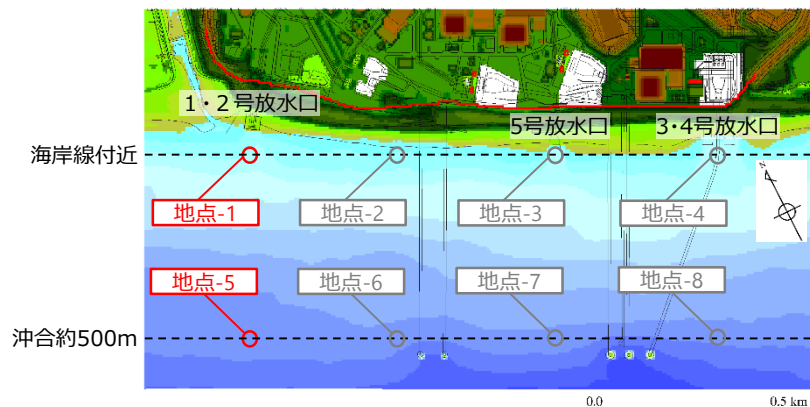 1・2号放水口
5号放水口
3・4号放水口
海岸線付近
地点-1
地点-2
地点-3
地点-4
N
地点-5
地点-6
地点-7
地点-8
沖合約500m
0.0
0.5 km